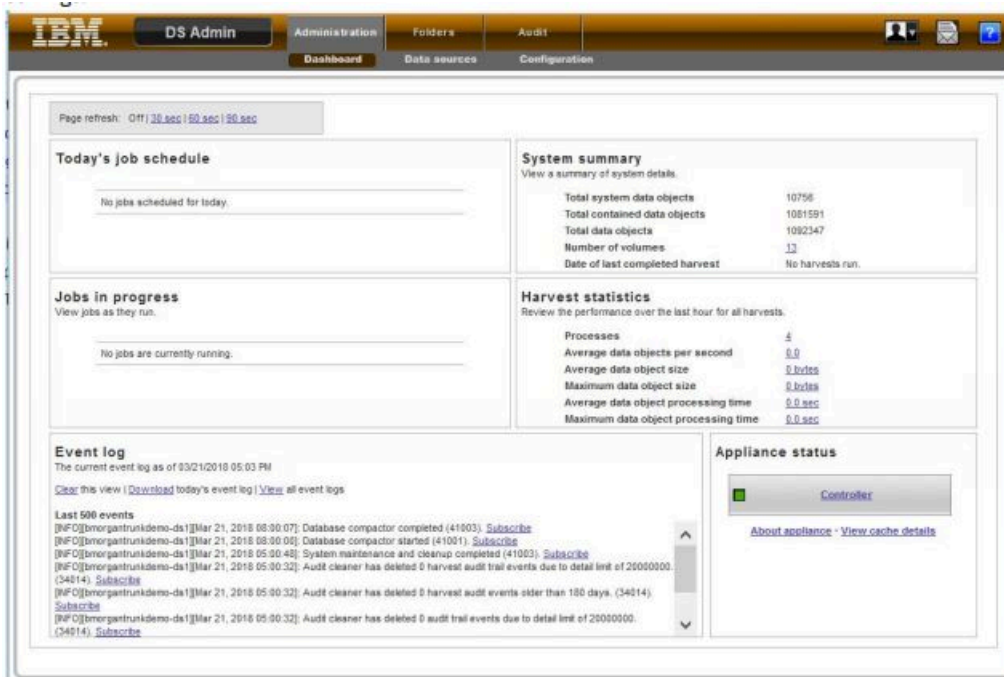 IBM.
DS Admin
Administration Folders Audit
Dashboard Data sources Configuration
?
Page refresh: Off | 30 sec | 60 sec | 90 sec
Today's job schedule
No jobs scheduled for today.
System summary
View a summary of system details.
Total system data objects 10756
Total contained data objects 1081591
Total data objects 1092347
Number of volumes 13
Date of last completed harvest No harvests run.
Jobs in progress
View jobs as they run.
No jobs are currently running.
Harvest statistics
Review the performance over the last hour for all harvests.
Processes 4
Average data objects per second 0.0
Average data object size 0 bytes
Maximum data object size 0 bytes
Average data object processing time 0.0 sec
Maximum data object processing time 0.0 sec
Event log
The current event log as of 03/21/2018 05:03 PM
Clear this view | Download today's event log | View all event logs
Last 500 events
[INFO][bmorgantrunkdemo-ds1][Mar 21, 2018 08:00:07]: Database compactor completed (41003). Subscribe
[INFO][bmorgantrunkdemo-ds1][Mar 21, 2018 08:00:00]: Database compactor started (41001). Subscribe
[INFO][bmorgantrunkdemo-ds1][Mar 21, 2018 05:00:48]: System maintenance and cleanup completed (41003). Subscribe
[INFO][bmorgantrunkdemo-ds1][Mar 21, 2018 05:00:32]: Audit cleaner has deleted 0 harvest audit trail events due to detail limit of 20000000.
(34014). Subscribe
[INFO][bmorgantrunkdemo-ds1][Mar 21, 2018 05:00:32]: Audit cleaner has deleted 0 harvest audit events older than 180 days. (34014).
Subscribe
[INFO][bmorgantrunkdemo-ds1][Mar 21, 2018 05:00:32]: Audit cleaner has deleted 0 audit trail events due to detail limit of 20000000.
(34014). Subscribe
Appliance status
Controller
About appliance - View cache details